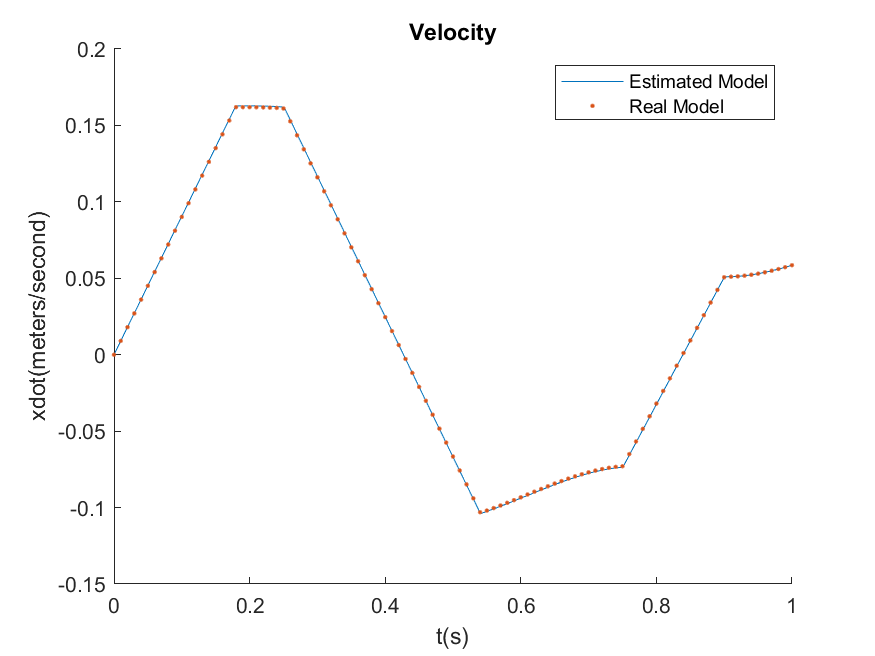 Velocity
0.2
0.15
0.1
0.05
0
-0.05
-0.1
-0.15
xdot(meters/second)
Estimated Model
Real Model
0 0.2 0.4 0.6 0.8 1
t(s)